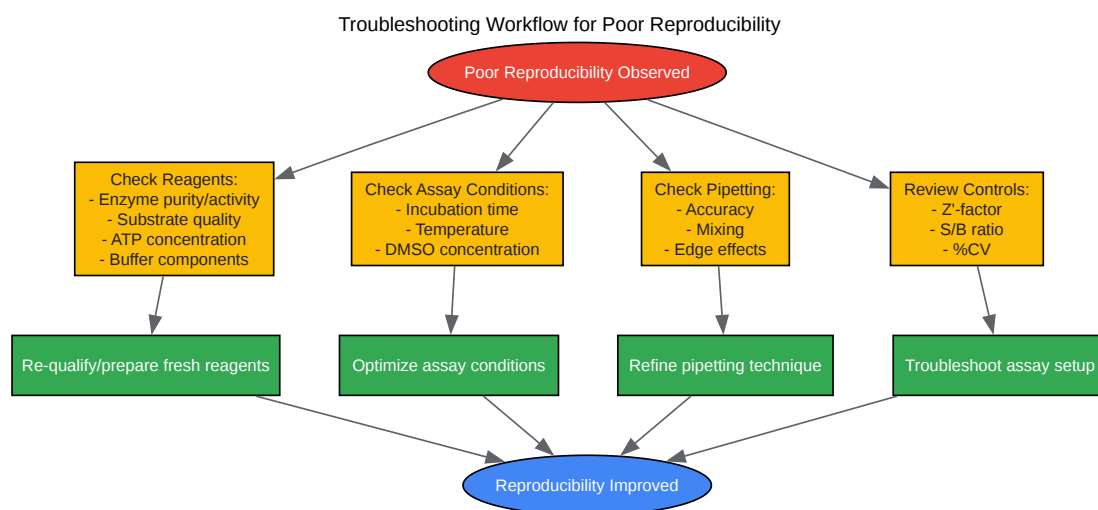 Troubleshooting Workflow for Poor Reproducibility
Poor Reproducibility Observed
Check Reagents:
- Enzyme purity/activity
- Substrate quality
- ATP concentration
- Buffer components
Check Assay Conditions:
- Incubation time
- Temperature
- DMSO concentration
Check Pipetting:
- Accuracy
- Mixing
- Edge effects
Review Controls:
- Z'-factor
- S/B ratio
- %CV
Re-qualify/prepare fresh reagents
Optimize assay conditions
Refine pipetting technique
Troubleshoot assay setup
Reproducibility Improved